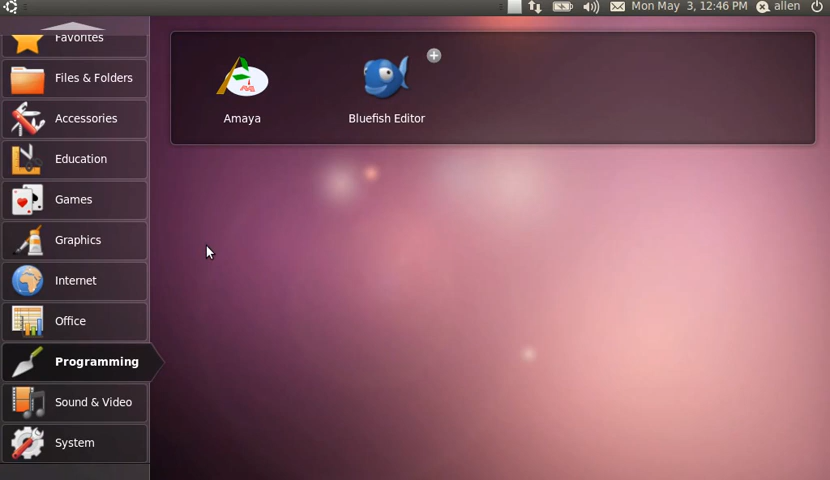 Mon May 3, 12:46 PM allen
Favorites
Files & Folders
Accessories
Education
Games
Graphics
Internet
Office
Programming
Sound & Video
System
Amaya
Bluefish Editor